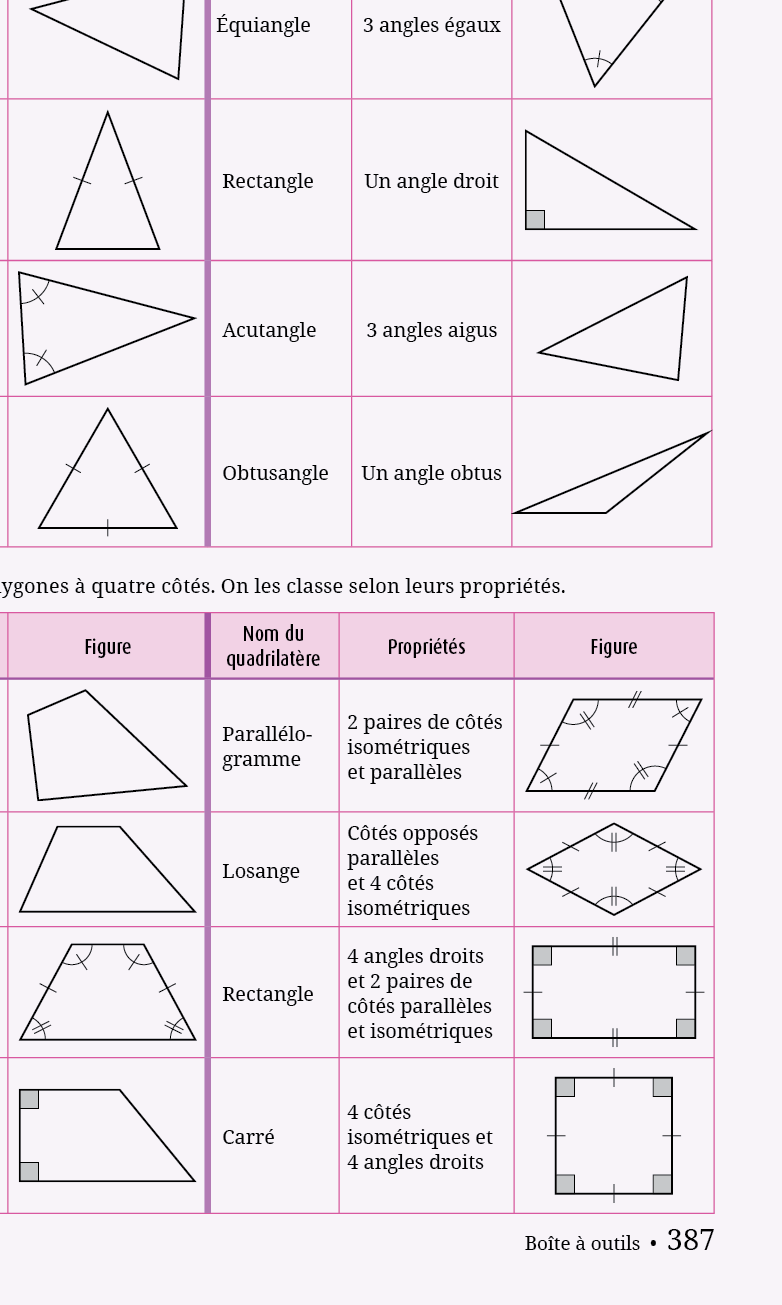 Équiangle 3 angles égaux
Rectangle Un angle droit
Acutangle 3 angles aigus
Obtusangle Un angle obtus
à quatre côtés. On les classe selon leurs propriétés.
Figure
Nom du
quadrilatère
Propriétés
Figure
Parallélo-
gramme
2 paires de côtés
isométriques
et parallèles
Losange
Côtés opposés
parallèles
et 4 côtés
isométriques
Rectangle
4 angles droits
et 2 paires de
côtés parallèles
et isométriques
Carré
4 côtés
isométriques et
4 angles droits
Boîte à outils • 387